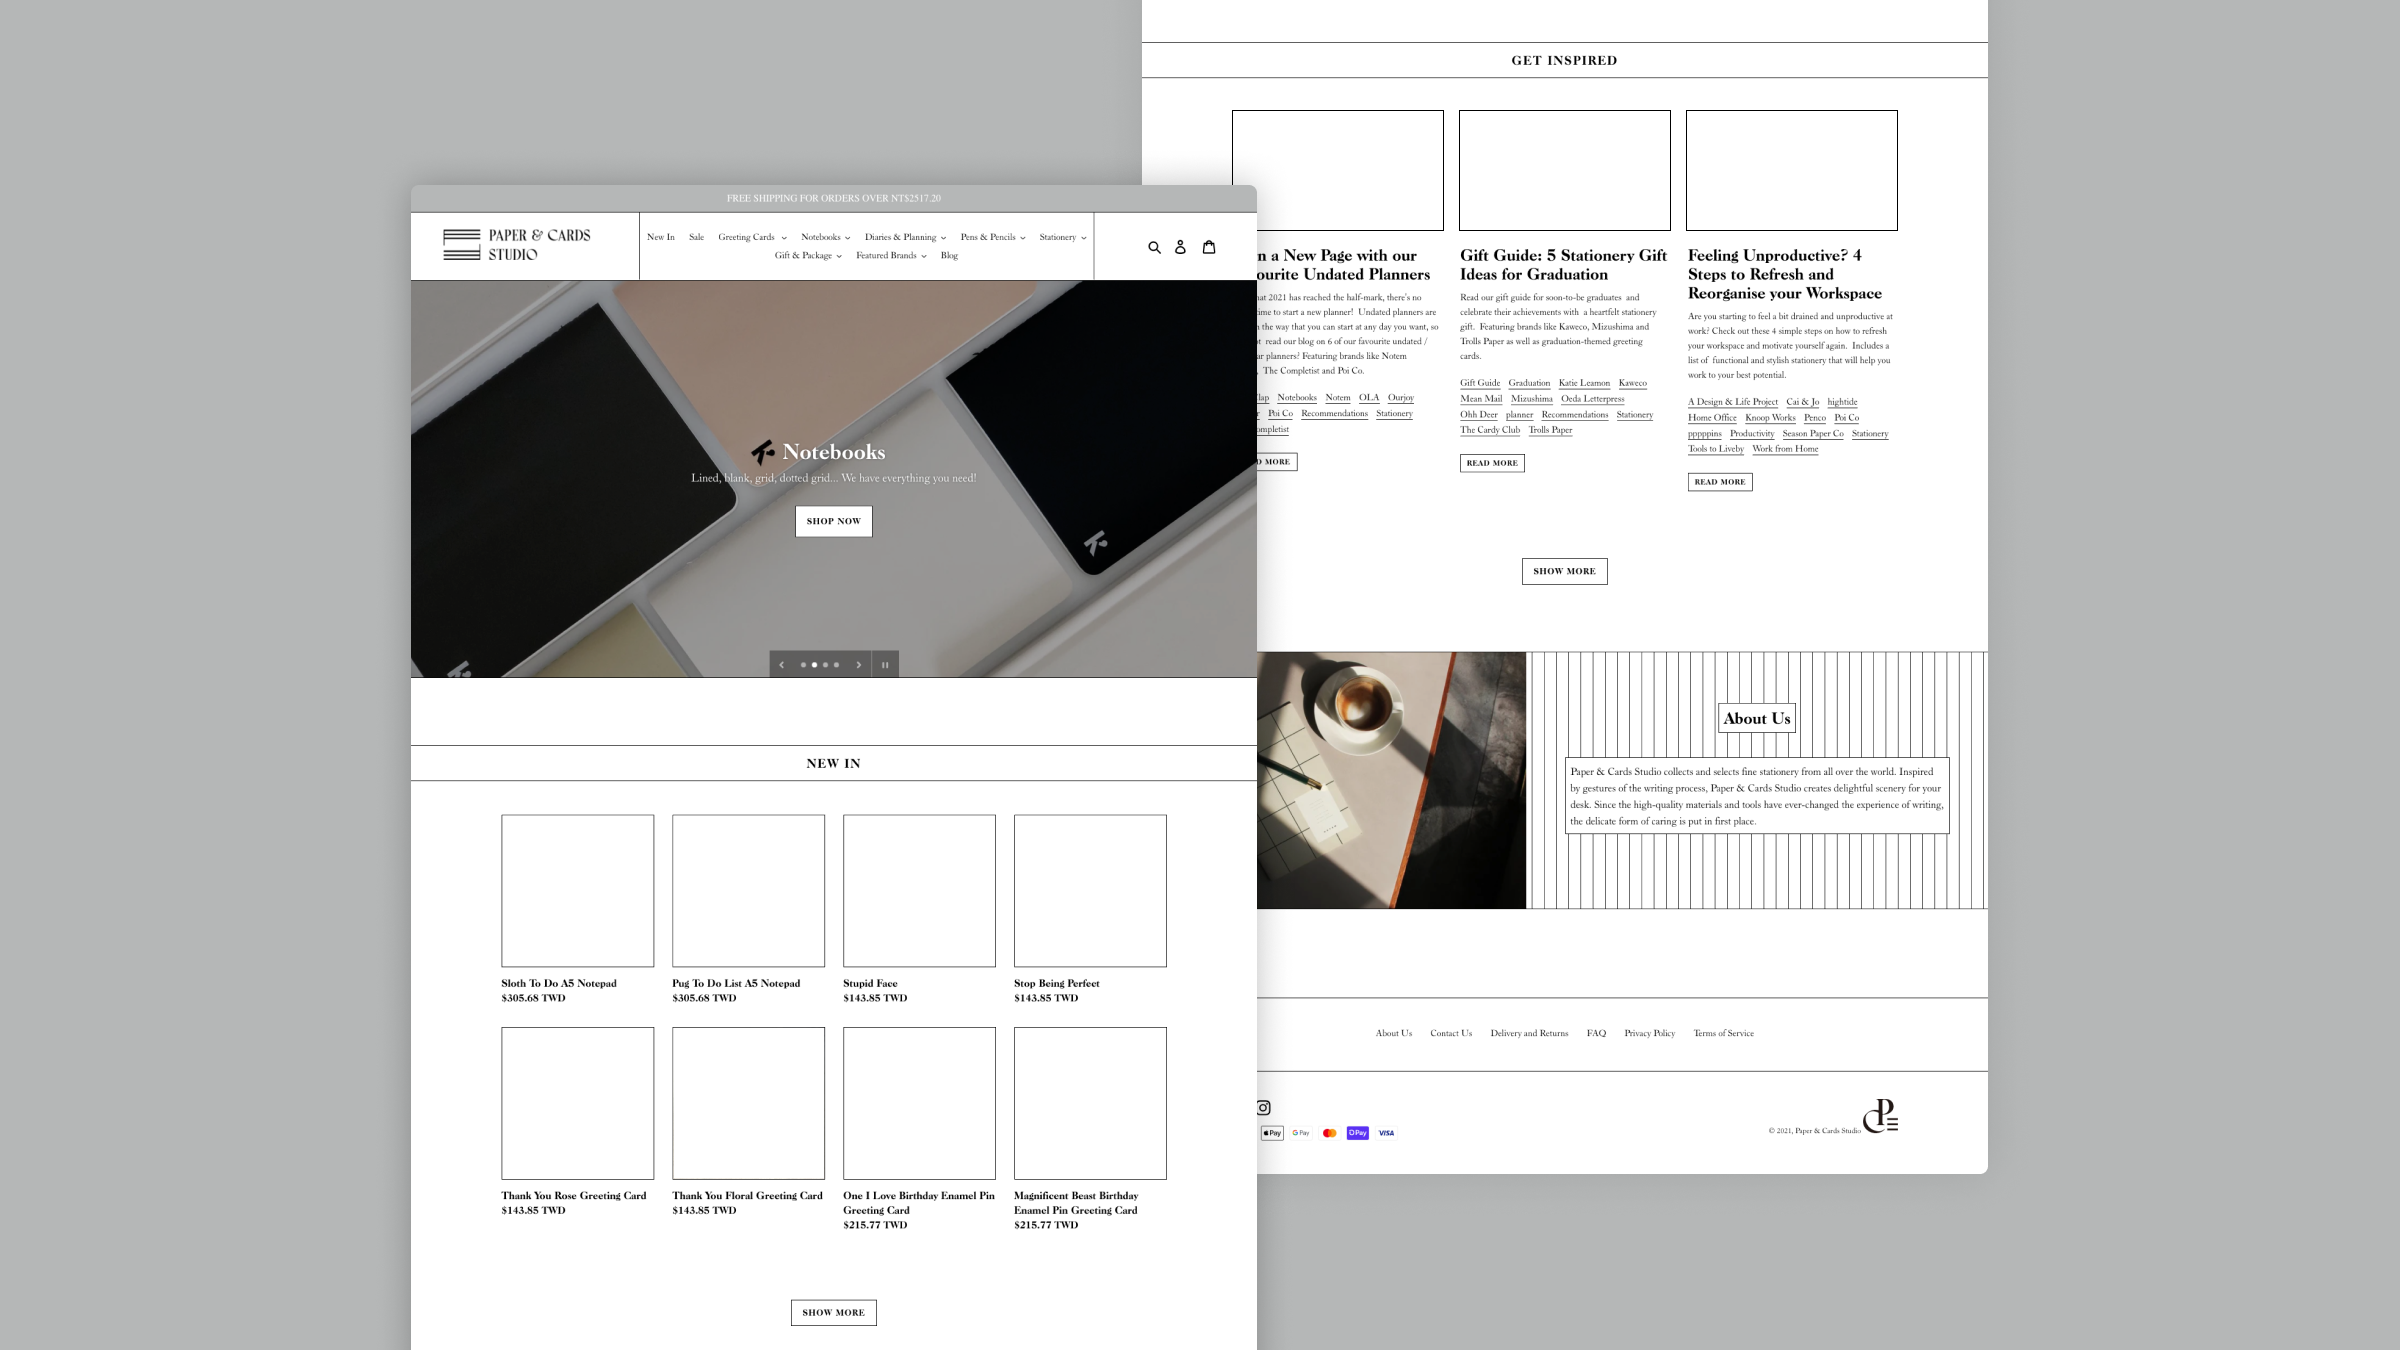 FREE SHIPPING FOR ORDERS OVER NT$2517.20
PAPER & CARDS
STUDIO
New In Sale Greeting Cards Notebooks Diaries & Planning Pens & Pencils Stationery
Gift & Package Featured Brands Blog
Notebooks
Lined, blank, grid, dotted grid... We have everything you need!
SHOP NOW
NEW IN
Sloth To Do A5 Notepad
$305.68 TWD
Pug To Do List A5 Notepad
$305.68 TWD
Stupid Face
$143.85 TWD
Stop Being Perfect
$143.85 TWD
Thank You Rose Greeting Card
$143.85 TWD
Thank You Floral Greeting Card
$143.85 TWD
One I Love Birthday Enamel Pin
Greeting Card
$215.77 TWD
Magnificent Beast Birthday
Enamel Pin Greeting Card
$215.77 TWD
SHOW MORE
GET INSPIRED
n a New Page with our
ourite Undated Planners
at 2021 has reached the half-mark, there's no
ime to start a new planner! Undated planners are
n the way that you can start at any day you want, so
ot read our blog on 6 of our favourite undated /
ar planners! Featuring brands like Notem
, The Completist and Poi Co.
lap Notebooks Notem OLA Ourjoy
r Poi Co Recommendations Stationery
ompletist
D MORE
Gift Guide: 5 Stationery Gift
Ideas for Graduation
Read our gift guide for soon-to-be graduates and
celebrate their achievements with a heartfelt stationery
gift. Featuring brands like Kaweco, Mizushima and
Trolls Paper as well as graduation-themed greeting
cards.
Gift Guide Graduation Katie Leamon Kaweco
Mean Mail Mizushima Oeda Letterpress
Ohh Deer planner Recommendations Stationery
The Cardy Club Trolls Paper
READ MORE
Feeling Unproductive? 4
Steps to Refresh and
Reorganise your Workspace
Are you starting to feel a bit drained and unproductive at
work? Check out these 4 simple steps on how to refresh
your workspace and motivate yourself again. Includes a
list of functional and stylish stationery that will help you
work to your best potential.
A Design & Life Project Cai & Jo hightide
Home Office Knoop Works Penco Poi Co
pppppins Productivity Season Paper Co Stationery
Tools to Liveby Work from Home
READ MORE
SHOW MORE
About Us
Paper & Cards Studio collects and selects fine stationery from all over the world. Inspired
by gestures of the writing process, Paper & Cards Studio creates delightful scenery for your
desk. Since the high-quality materials and tools have ever-changed the experience of writing,
the delicate form of caring is put in first place.
About Us Contact Us Delivery and Returns FAQ Privacy Policy Terms of Service
Pay G Pay OPay VISA
© 2021, Paper & Cards Studio